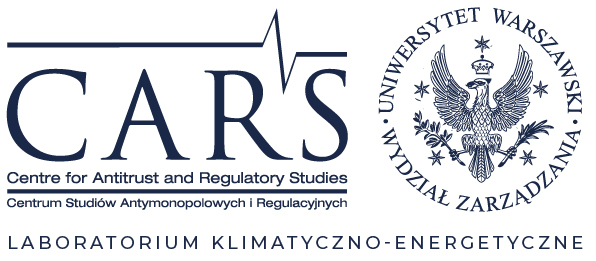 CARS
Centre for Antitrust and Regulatory Studies
Centrum Studiów Antymonopolowych i Regulacyjnych
UNIWERSYTET WARSZAWSKI
WYDZIAŁ ZARZĄDZANIA
LABORATORIUM KLIMATYCZNO-ENERGETYCZNE